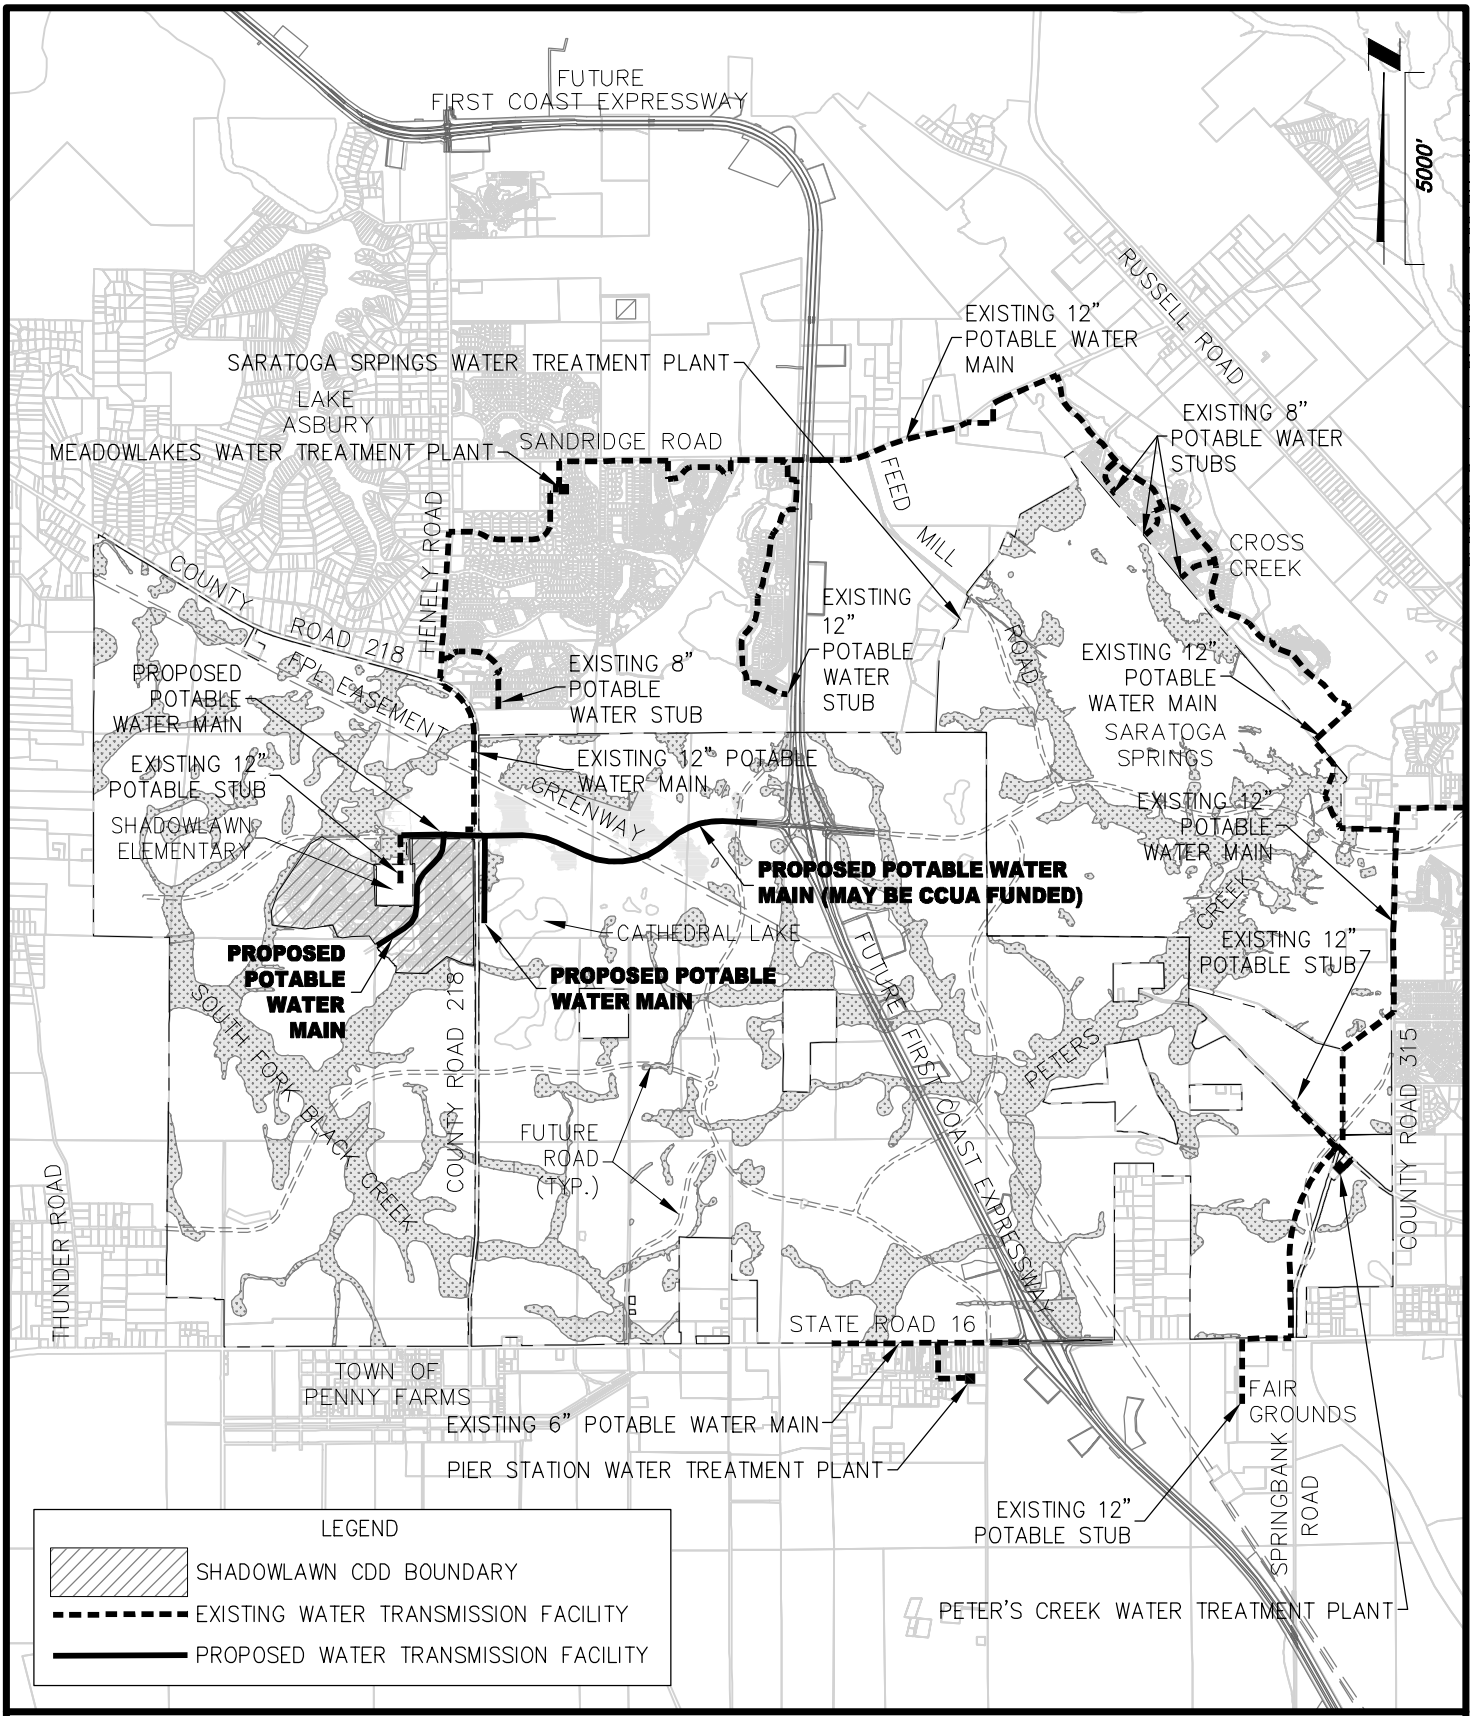 FUTURE
FIRST COAST EXPRESSWAY
5000'
RUSSELL ROAD
EXISTING 12"
POTABLE WATER
MAIN
SARATOGA SRPINGS WATER TREATMENT PLANT
LAKE
ASBURY
MEADOWLAKES WATER TREATMENT PLANT
SANDRIDGE ROAD
EXISTING 8"
POTABLE WATER
STUBS
FEED
MILL
ROAD
HENELY ROAD
CROSS
CREEK
COUNTY
ROAD 218
FPL EASEMENT
GREENWAY
EXISTING
12"
POTABLE
WATER
STUB
EXISTING 8"
POTABLE
WATER STUB
PROPOSED
POTABLE
WATER MAIN
EXISTING 12"
POTABLE
WATER MAIN
SARATOGA
SPRINGS
EXISTING 12"
POTABLE STUB
EXISTING 12" POTABLE
WATER MAIN
EXISTING 12"
POTABLE
WATER MAIN
SHADOWLAWN
ELEMENTARY
PROPOSED POTABLE WATER
MAIN (MAY BE CCUA FUNDED)
CATHEDRAL LAKE
PROPOSED
POTABLE
WATER
MAIN
PROPOSED POTABLE
WATER MAIN
EXISTING 12"
POTABLE STUB
SOUTH FORK BLACK CREEK
COUNTY ROAD 218
FUTURE FIRST COAST EXPRESSWAY
PETERS
CREEK
COUNTY ROAD 315
FUTURE
ROAD
(TYP.)
THUNDER ROAD
STATE ROAD 16
TOWN OF
PENNY FARMS
EXISTING 6" POTABLE WATER MAIN
PIER STATION WATER TREATMENT PLANT
FAIR
GROUNDS
SPRINGBANK
ROAD
EXISTING 12"
POTABLE STUB
PETER'S CREEK WATER TREATMENT PLANT
LEGEND
SHADOWLAWN CDD BOUNDARY
EXISTING WATER TRANSMISSION FACILITY
PROPOSED WATER TRANSMISSION FACILITY